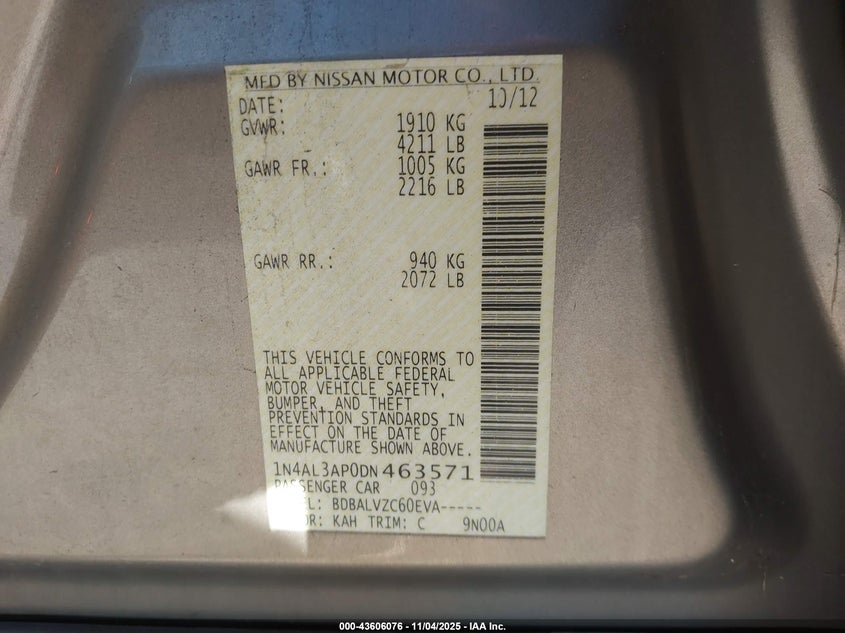 MFD BY NISSAN MOTOR CO., LTD.
DATE: 10/12
GVWR: 1910 KG
4211 LB
GAWR FR.: 1005 KG
2216 LB
GAWR RR.: 940 KG
2072 LB
THIS VEHICLE CONFORMS TO
ALL APPLICABLE FEDERAL
MOTOR VEHICLE SAFETY,
BUMPER, AND THEFT
PREVENTION STANDARDS IN
EFFECT ON THE DATE OF
MANUFACTURE SHOWN ABOVE.
1N4AL3AP0DN463571
PASSENGER CAR 093
BDBALVZC60EVA-----
KAH TRIM: C 9N00A
000-43606076 - 11/04/2025 - IAA Inc.